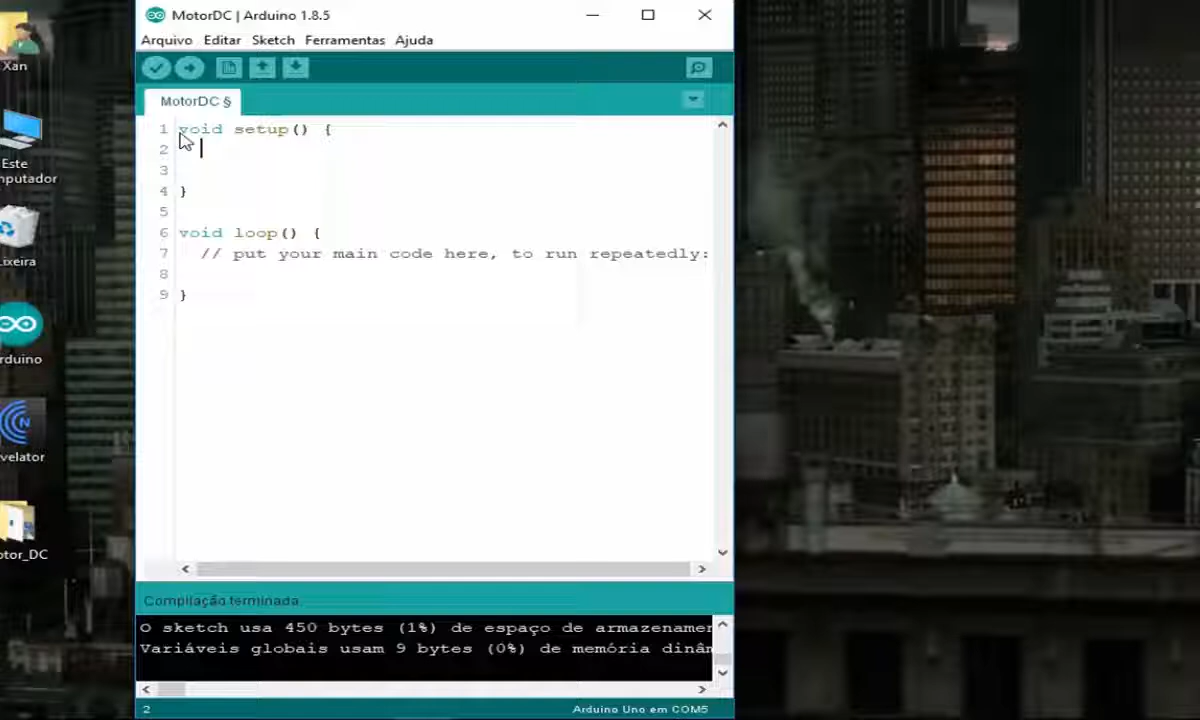 MotorDC | Arduino 1.8.5
Arquivo Editar Sketch Ferramentas Ajuda
MotorDC §
1 void setup() {
2
3
4 }
5
6 void loop() {
7 // put your main code here, to run repeatedly:
8
9 }
Compilação terminada
O sketch usa 450 bytes (1%) de espaço de armazenamen
Variáveis globais usam 9 bytes (0%) de memória dinâm
2 Arduino Uno em COM5
Xan
Este
mputador
ixeira
rduino
velator
otor_DC